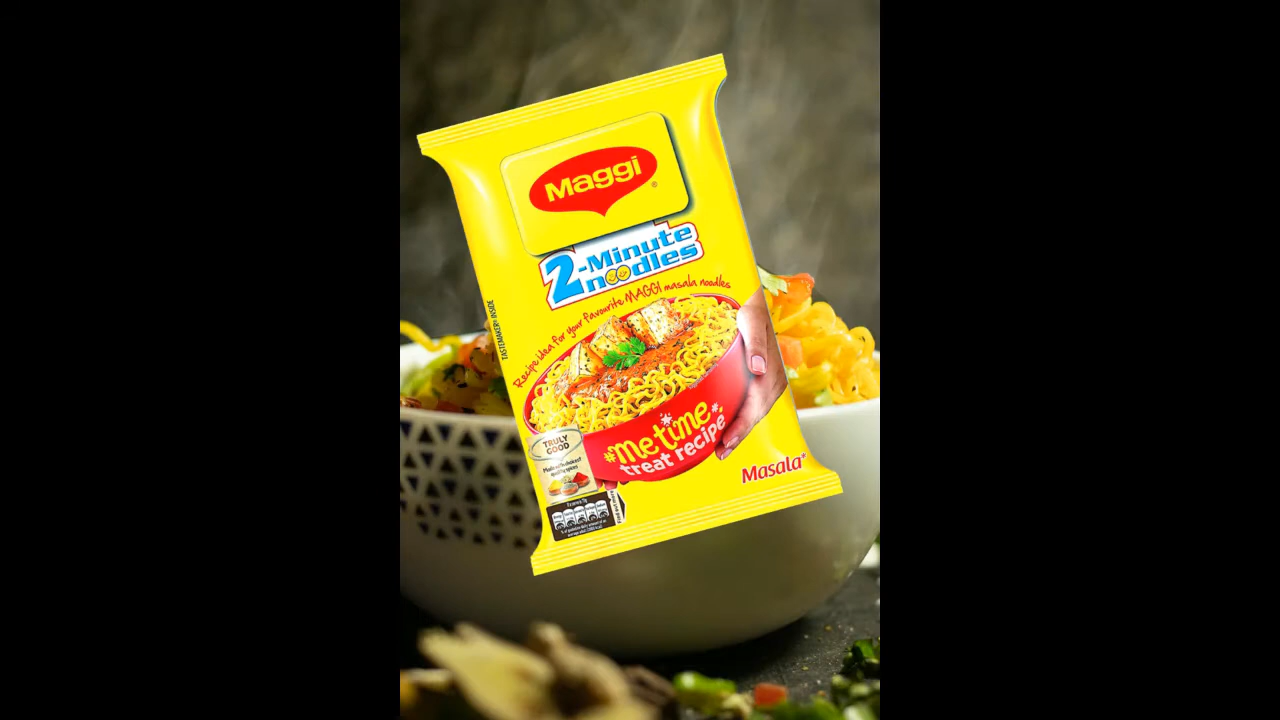 Maggi
®
2-Minute
noodles
Recipe idea for your favourite MAGGI masala noodles
TASTEMAKER INSIDE
#me time
treat recipe
TRULY
GOOD
Masala*